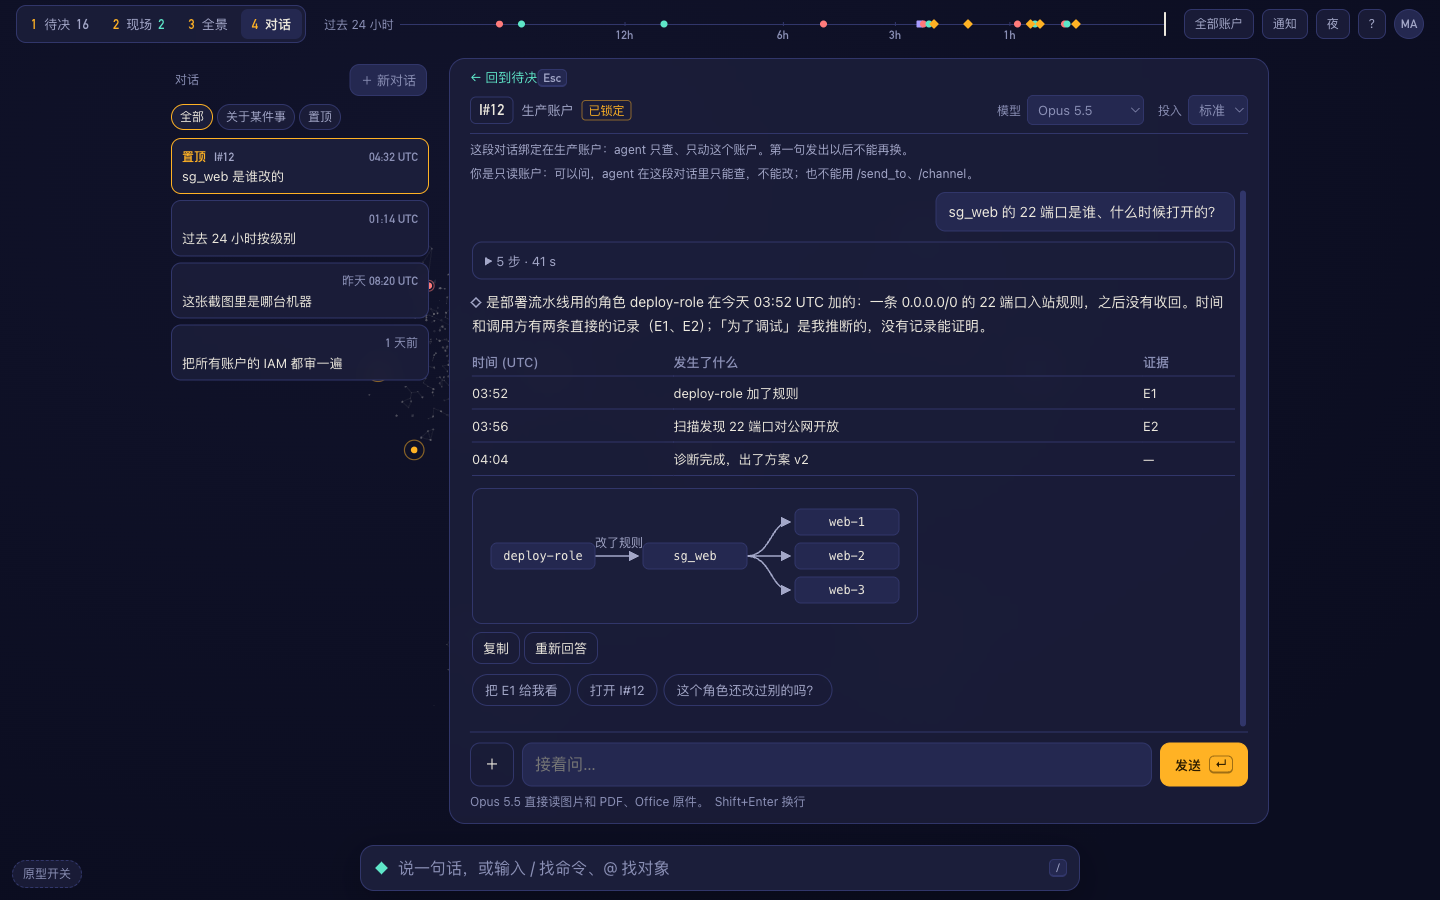 1 待决 16 2 现场 2 3 全景 4 对话
过去 24 小时
12h 6h 3h 1h
全部账户 通知 夜 ? MA
对话
+ 新对话
全部 关于某件事 置顶
置顶 I#12 04:32 UTC
sg_web 是谁改的
01:14 UTC
过去 24 小时按级别
昨天 08:20 UTC
这张截图里是哪台机器
1 天前
把所有账户的 IAM 都审一遍
← 回到待决 Esc
I#12 生产账户 已锁定
模型 Opus 5.5 投入 标准
这段对话绑定在生产账户：agent 只查、只动这个账户。第一句发出以后不能再换。
你是只读账户：可以问，agent 在这段对话里只能查，不能改；也不能用 /send_to、/channel。
sg_web 的 22 端口是谁、什么时候打开的？
▶ 5 步 · 41 s
◇ 是部署流水线用的角色 deploy-role 在今天 03:52 UTC 加的：一条 0.0.0.0/0 的 22 端口入站规则，之后没有收回。时间
和调用方有两条直接的记录（E1、E2）；「为了调试」是我推断的，没有记录能证明。
时间 (UTC) 发生了什么 证据
03:52 deploy-role 加了规则 E1
03:56 扫描发现 22 端口对公网开放 E2
04:04 诊断完成，出了方案 v2 —
web-1
改了规则
deploy-role sg_web web-2
web-3
复制 重新回答
把 E1 给我看 打开 I#12 这个角色还改过别的吗？
+ 接着问... 发送 ↵
Opus 5.5 直接读图片和 PDF、Office 原件。 Shift+Enter 换行
说一句话，或输入 / 找命令、@ 找对象 /
原型开关